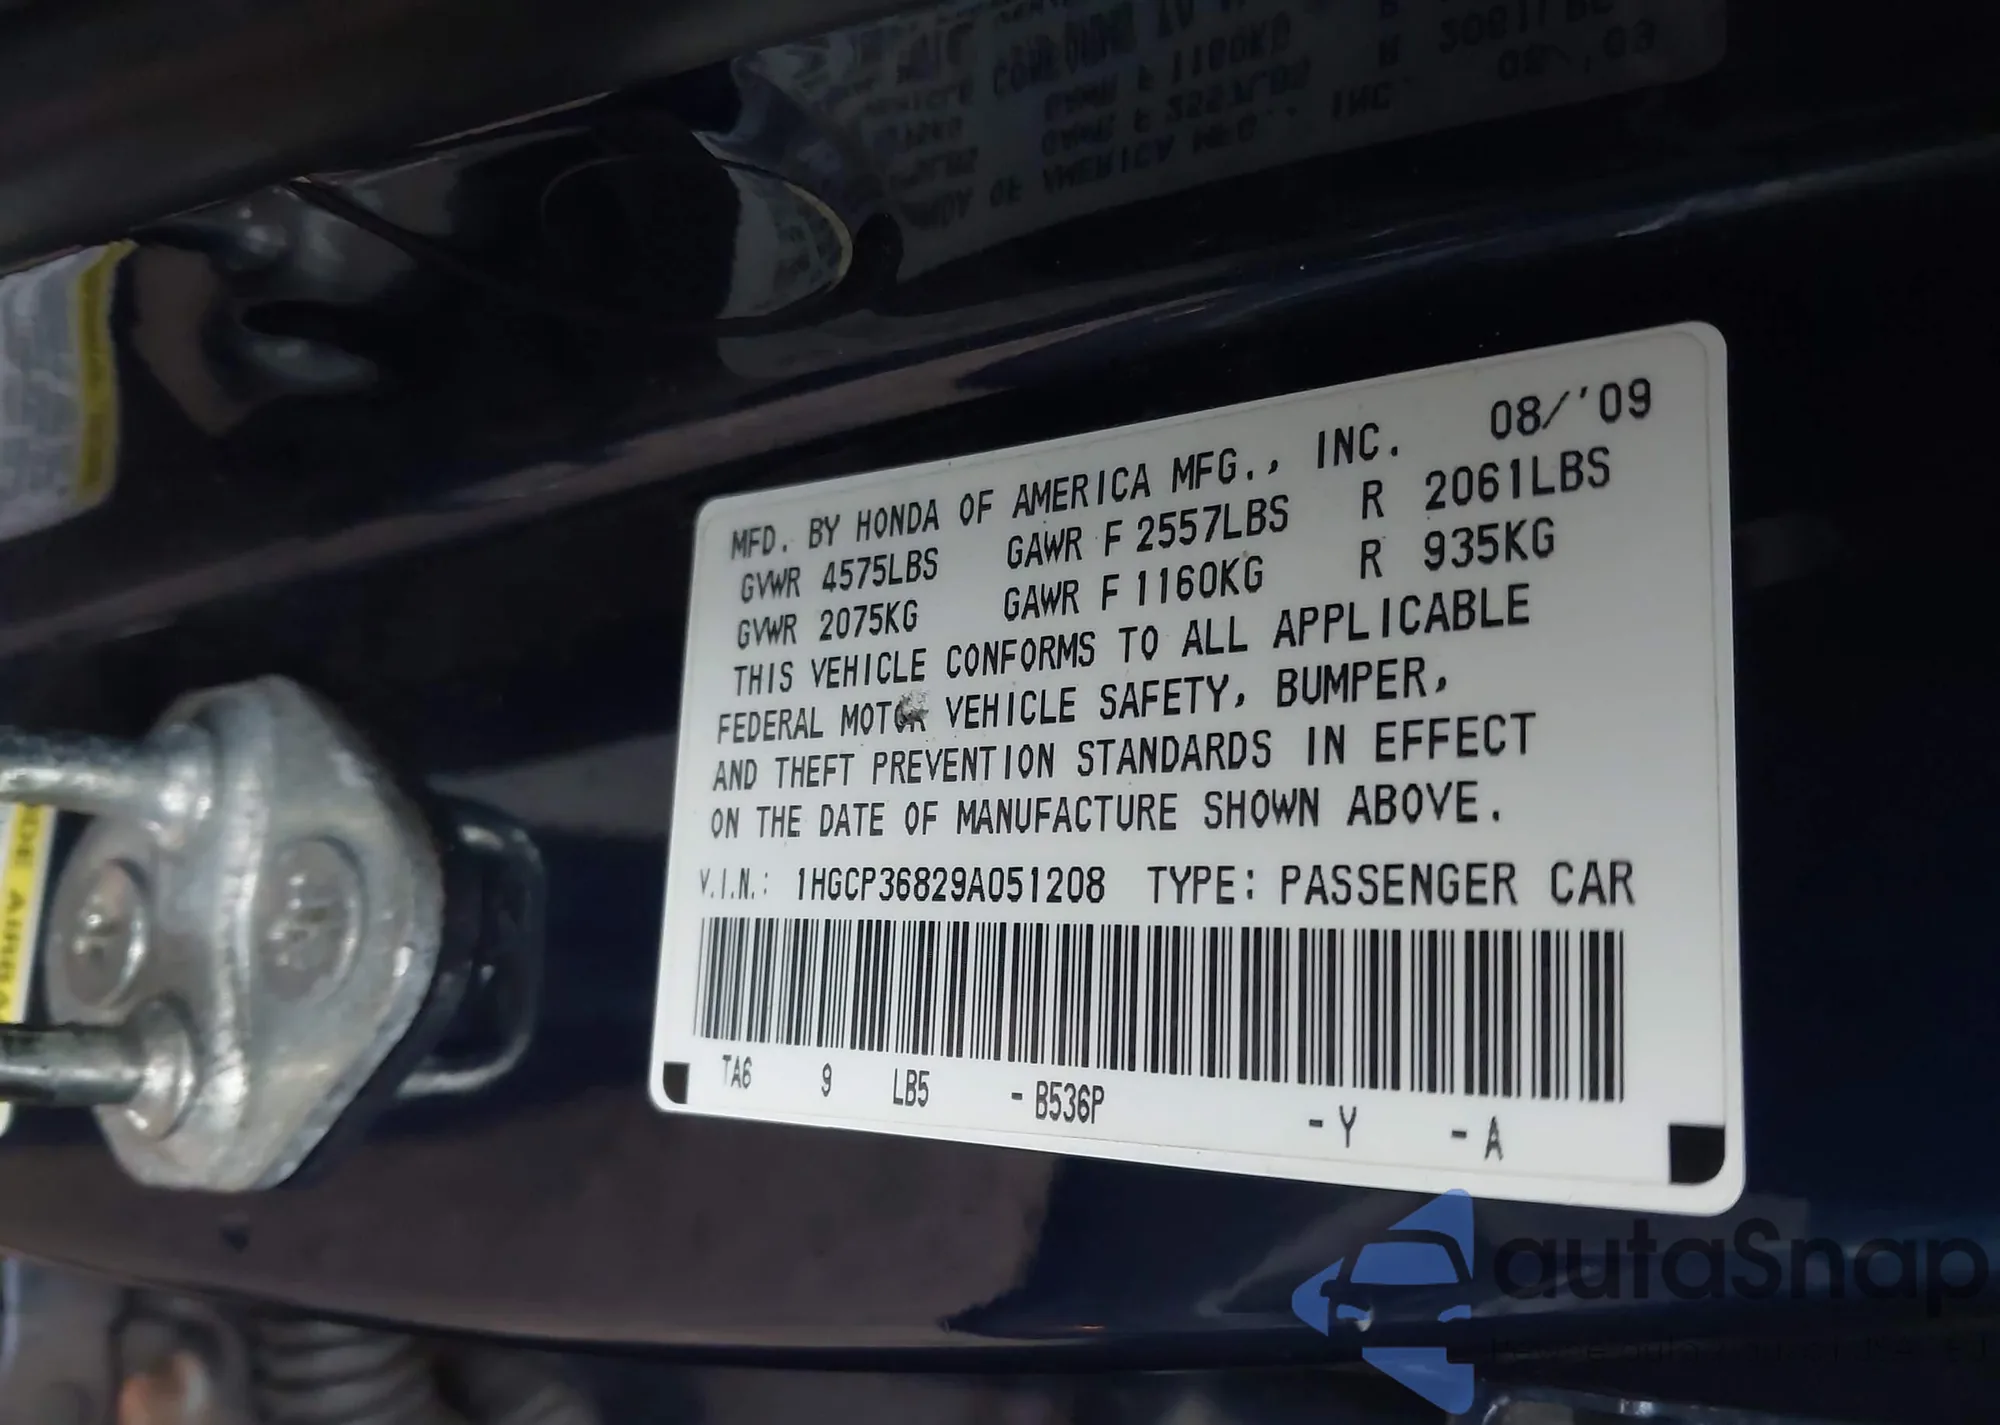 08/'09
MFD. BY HONDA OF AMERICA MFG., INC.
GVWR 4575LBS GAWR F 2557LBS R 2061LBS
GVWR 2075KG GAWR F 1160KG R 935KG
THIS VEHICLE CONFORMS TO ALL APPLICABLE
FEDERAL MOTOR VEHICLE SAFETY, BUMPER,
AND THEFT PREVENTION STANDARDS IN EFFECT
ON THE DATE OF MANUFACTURE SHOWN ABOVE.
V.I.N.: 1HGCP36829A051208 TYPE: PASSENGER CAR
TA6 9 LB5 - B536P - Y - A
autaSnap